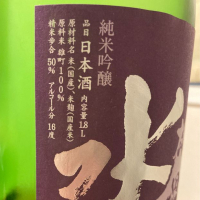 純米吟醸
品目 日本酒 内容量 1.8L
原材料名 米(国産)、米麹(国産米)
原料米 雄町100%
精米歩合 50% アルコール分 16度